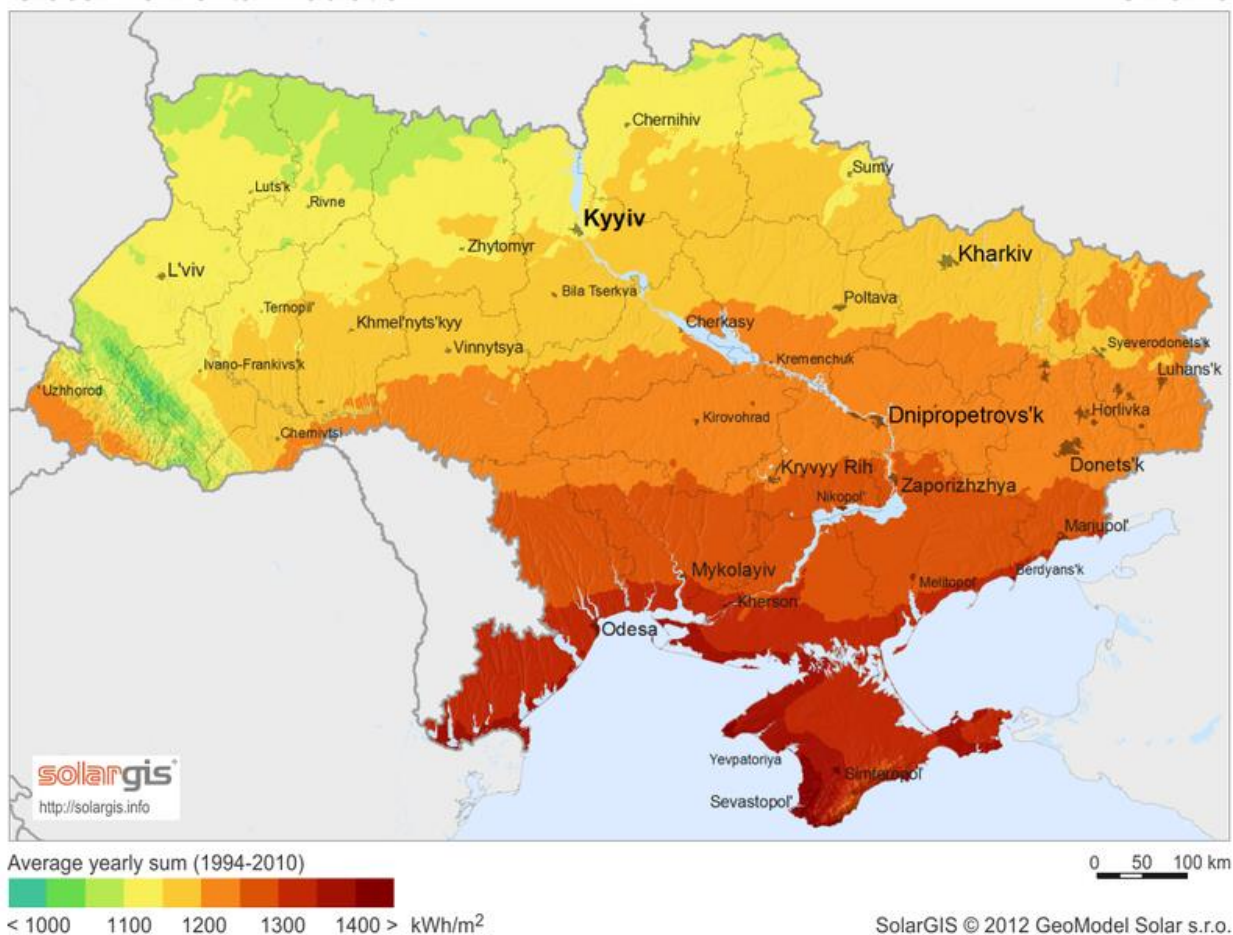 Chernihiv
Sumy
Luts'k
Rivne
Kyyiv
Zhytomyr
Kharkiv
L'viv
Bila Tserkva
Ternopil'
Poltava
Khmel'nyts'kyy
Cherkasy
Vinnytsya
Syeverodonets'k
Ivano-Frankivs'k
Kremenchuk
Luhans'k
Uzhhorod
Horlivka
Kirovohrad
Dnipropetrovs'k
Chernivtsi
Donets'k
Kryvyy Rih
Zaporizhzhya
Nikopol'
Mariupol'
Mykolayiv
Berdyans'k
Melitopol'
Kherson
Odesa
Yevpatoriya
Simferopol'
Sevastopol'
solargis
http://solargis.info
Average yearly sum (1994-2010)
0 50 100 km
< 1000 1100 1200 1300 1400 > kWh/m²
SolarGIS © 2012 GeoModel Solar s.r.o.